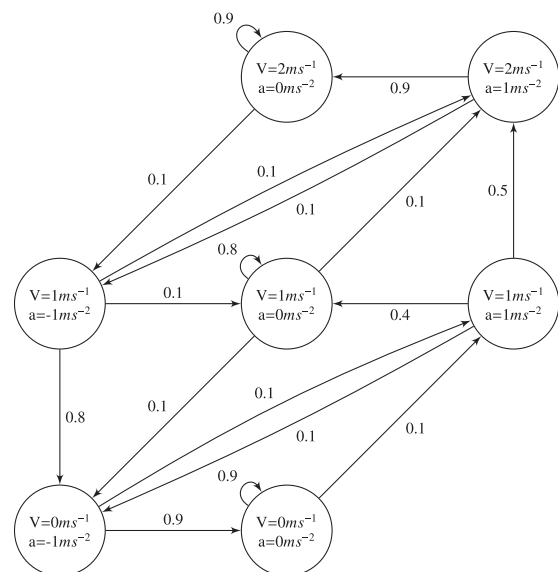 0.9
V=2ms⁻¹
a=0ms⁻²
V=2ms⁻¹
a=1ms⁻²
0.9
0.1
0.1
0.1
0.1
0.5
0.8
V=1ms⁻¹
a=-1ms⁻²
0.1
V=1ms⁻¹
a=0ms⁻²
0.4
V=1ms⁻¹
a=1ms⁻²
0.8
0.1
0.1
0.1
0.1
0.9
V=0ms⁻¹
a=-1ms⁻²
0.9
V=0ms⁻¹
a=0ms⁻²